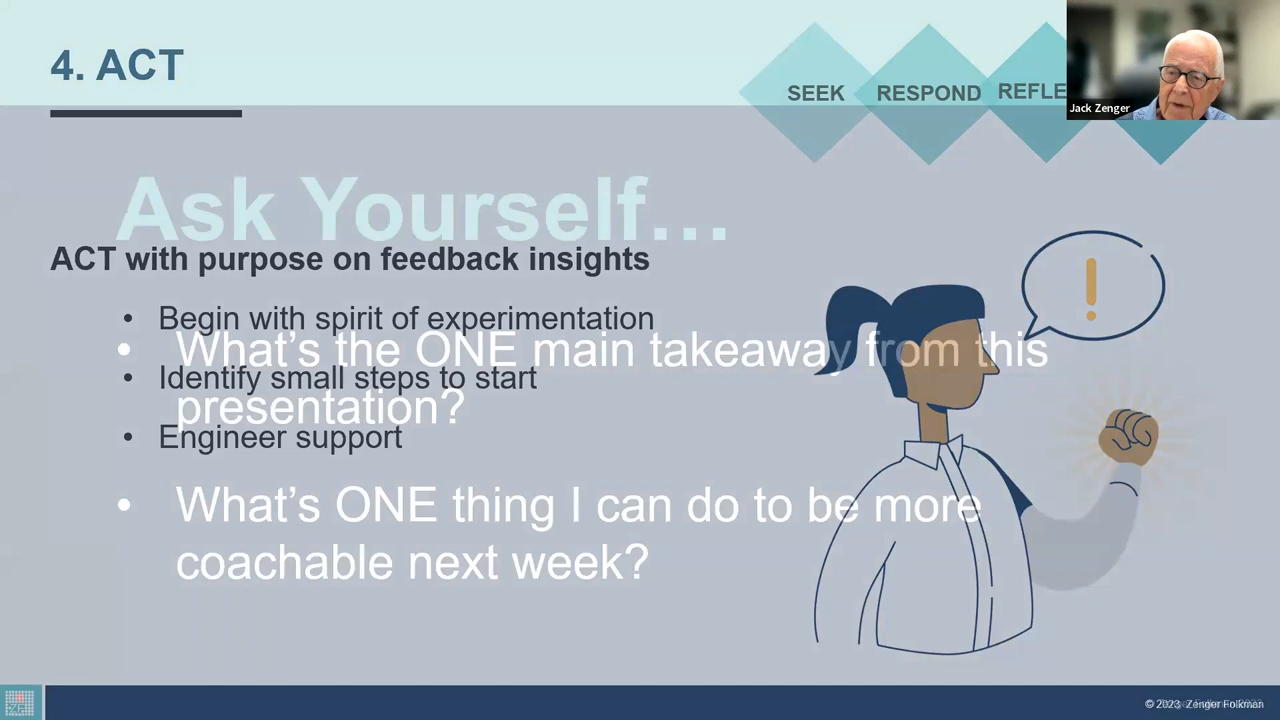 4. ACT
SEEK
RESPOND
REFLE
Jack Zenger
Ask Yourself…
ACT with purpose on feedback insights
• Begin with spirit of experimentation
• What’s the ONE main takeaway from this
• Identify small steps to start
presentation?
• Engineer support
• What’s ONE thing I can do to be more
coachable next week?
ZF
© 2023 Zenger Folkman